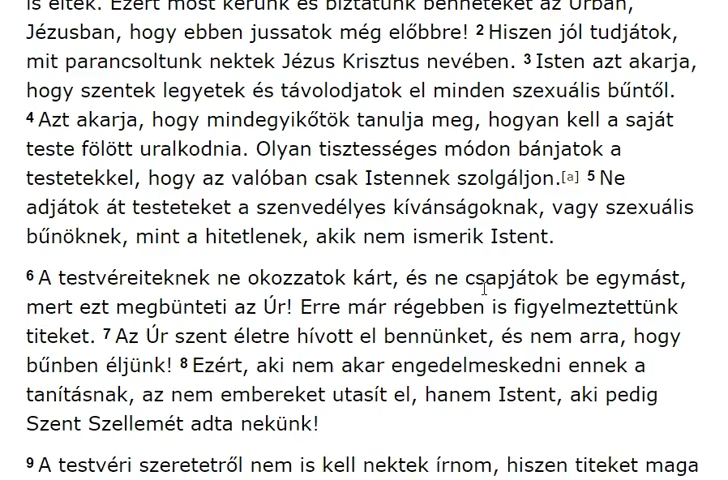 is éltek. Ezért most kérünk és bíztatunk benneteket az Úrban,
Jézusban, hogy ebben jussatok még előbbre! 2 Hiszen jól tudjátok,
mit parancsoltunk nektek Jézus Krisztus nevében. 3 Isten azt akarja,
hogy szentek legyetek és távolodjatok el minden szexuális bűntől.
4 Azt akarja, hogy mindegyikőtök tanulja meg, hogyan kell a saját
teste fölött uralkodnia. Olyan tisztességes módon bánjatok a
testetekkel, hogy az valóban csak Istennek szolgáljon.[a] 5 Ne
adjátok át testeteket a szenvedélyes kívánságoknak, vagy szexuális
bűnöknek, mint a hitetlenek, akik nem ismerik Istent.
6 A testvéreiteknek ne okozzatok kárt, és ne csapjátok be egymást,
mert ezt megbünteti az Úr! Erre már régebben is figyelmeztettünk
titeket. 7 Az Úr szent életre hívott el bennünket, és nem arra, hogy
bűnben éljünk! 8 Ezért, aki nem akar engedelmeskedni ennek a
tanításnak, az nem embereket utasít el, hanem Istent, aki pedig
Szent Szellemét adta nekünk!
9 A testvéri szeretetről nem is kell nektek írnom, hiszen titeket maga